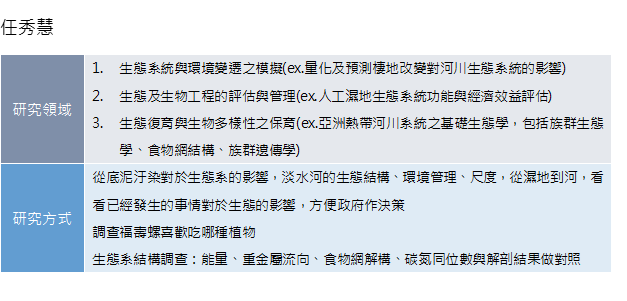 任秀慧
研究領域
1. 生態系統與環境變遷之模擬(ex.量化及預測棲地改變對河川生態系統的影響)
2. 生態及生物工程的評估與管理(ex.人工濕地生態系統功能與經濟效益評估)
3. 生態復育與生物多樣性之保育(ex.亞洲熱帶河川系統之基礎生態學，包括族群生態
學、食物網結構、族群遺傳學)
研究方式
從底泥汙染對於生態系的影響，淡水河的生態結構、環境管理、尺度，從濕地到河，看
看已經發生的事情對於生態的影響，方便政府作決策
調查福壽螺喜歡吃哪種植物
生態系結構調查：能量、重金屬流向、食物網解構、碳氮同位數與解剖結果做對照